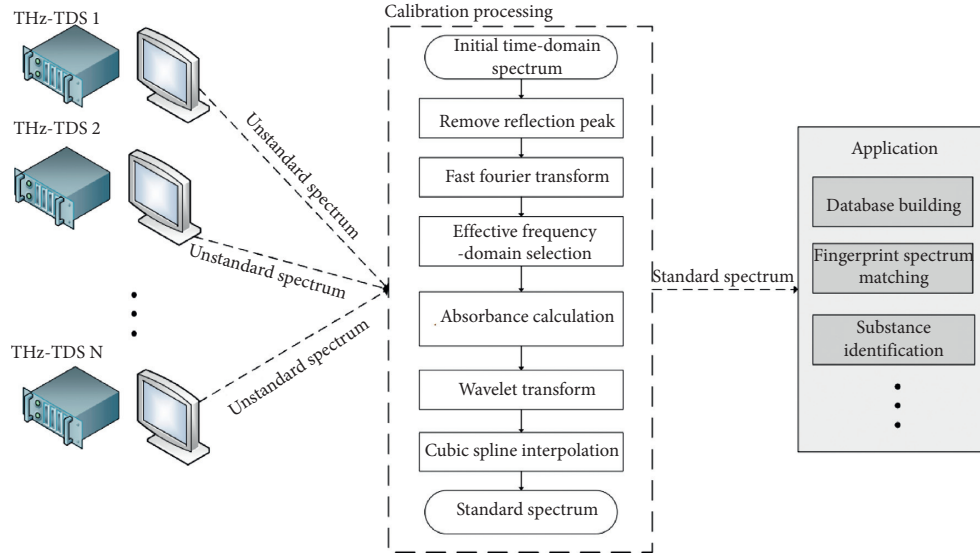 THz-TDS 1
THz-TDS 2
THz-TDS N
Unstandard spectrum
Unstandard spectrum
Unstandard spectrum
Calibration processing
Initial time-domain
spectrum
Remove reflection peak
Fast fourier transform
Effective frequency
-domain selection
Absorbance calculation
Wavelet transform
Cubic spline interpolation
Standard spectrum
Standard spectrum
Application
Database building
Fingerprint spectrum
matching
Substance
identification